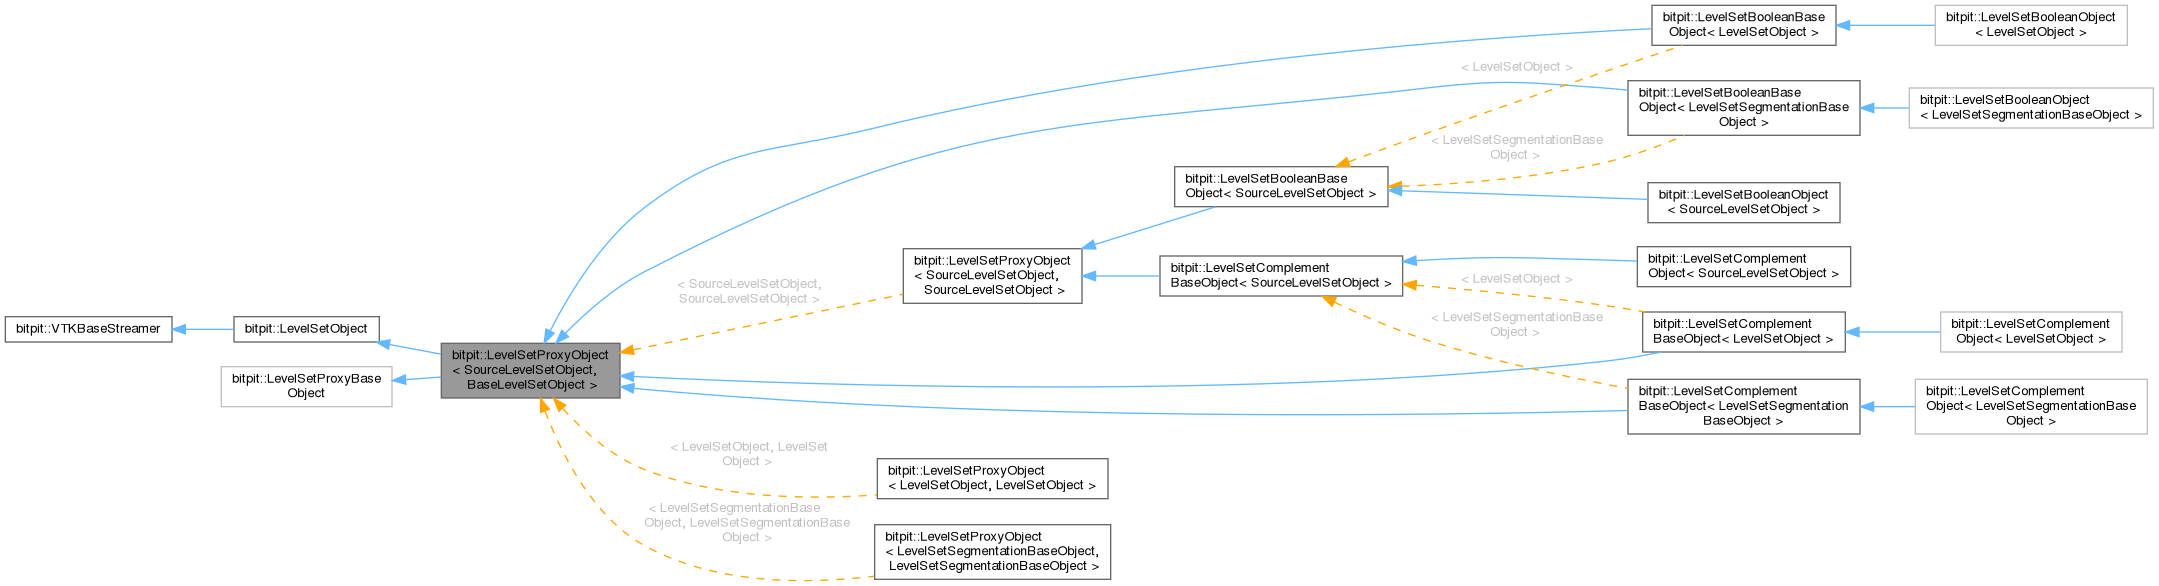 bitpit::VTKBaseStreamer
bitpit::LevelSetObject
bitpit::LevelSetProxyBase
Object
bitpit::LevelSetProxyObject
< SourceLevelSetObject,
BaseLevelSetObject >
< SourceLevelSetObject,
SourceLevelSetObject >
< LevelSetObject, LevelSet
Object >
< LevelSetSegmentationBase
Object, LevelSetSegmentationBase
Object >
bitpit::LevelSetProxyObject
< SourceLevelSetObject,
SourceLevelSetObject >
bitpit::LevelSetProxyObject
< LevelSetObject, LevelSetObject >
bitpit::LevelSetProxyObject
< LevelSetSegmentationBaseObject,
LevelSetSegmentationBaseObject >
bitpit::LevelSetBooleanBase
Object< SourceLevelSetObject >
bitpit::LevelSetComplement
BaseObject< SourceLevelSetObject >
< LevelSetObject >
< LevelSetSegmentationBase
Object >
< LevelSetObject >
< LevelSetSegmentationBase
Object >
bitpit::LevelSetBooleanBase
Object< LevelSetObject >
bitpit::LevelSetBooleanBase
Object< LevelSetSegmentationBase
Object >
bitpit::LevelSetBooleanObject
< SourceLevelSetObject >
bitpit::LevelSetComplement
Object< SourceLevelSetObject >
bitpit::LevelSetComplement
BaseObject< LevelSetObject >
bitpit::LevelSetComplement
BaseObject< LevelSetSegmentation
BaseObject >
bitpit::LevelSetBooleanObject
< LevelSetObject >
bitpit::LevelSetBooleanObject
< LevelSetSegmentationBaseObject >
bitpit::LevelSetComplement
Object< LevelSetObject >
bitpit::LevelSetComplement
Object< LevelSetSegmentationBase
Object >